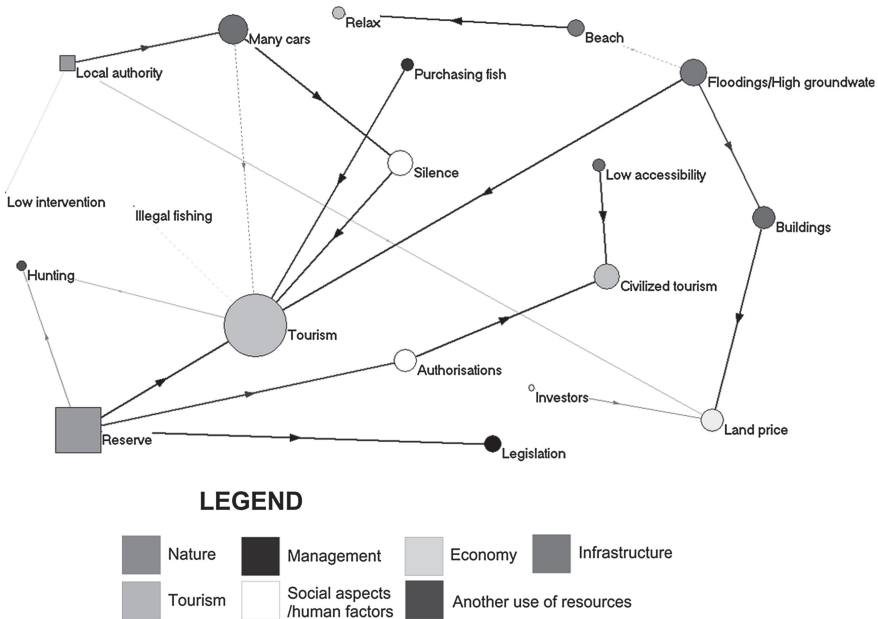 Relax
Many cars
Beach
Local authority
Purchasing fish
Floodings/High groundwate
Silence
Low accessibility
Low intervention
Illegal fishing
Buildings
Hunting
Civilized tourism
Tourism
Authorisations
Investors
Land price
Reserve
Legislation
LEGEND
Nature
Management
Economy
Infrastructure
Tourism
Social aspects
/human factors
Another use of resources